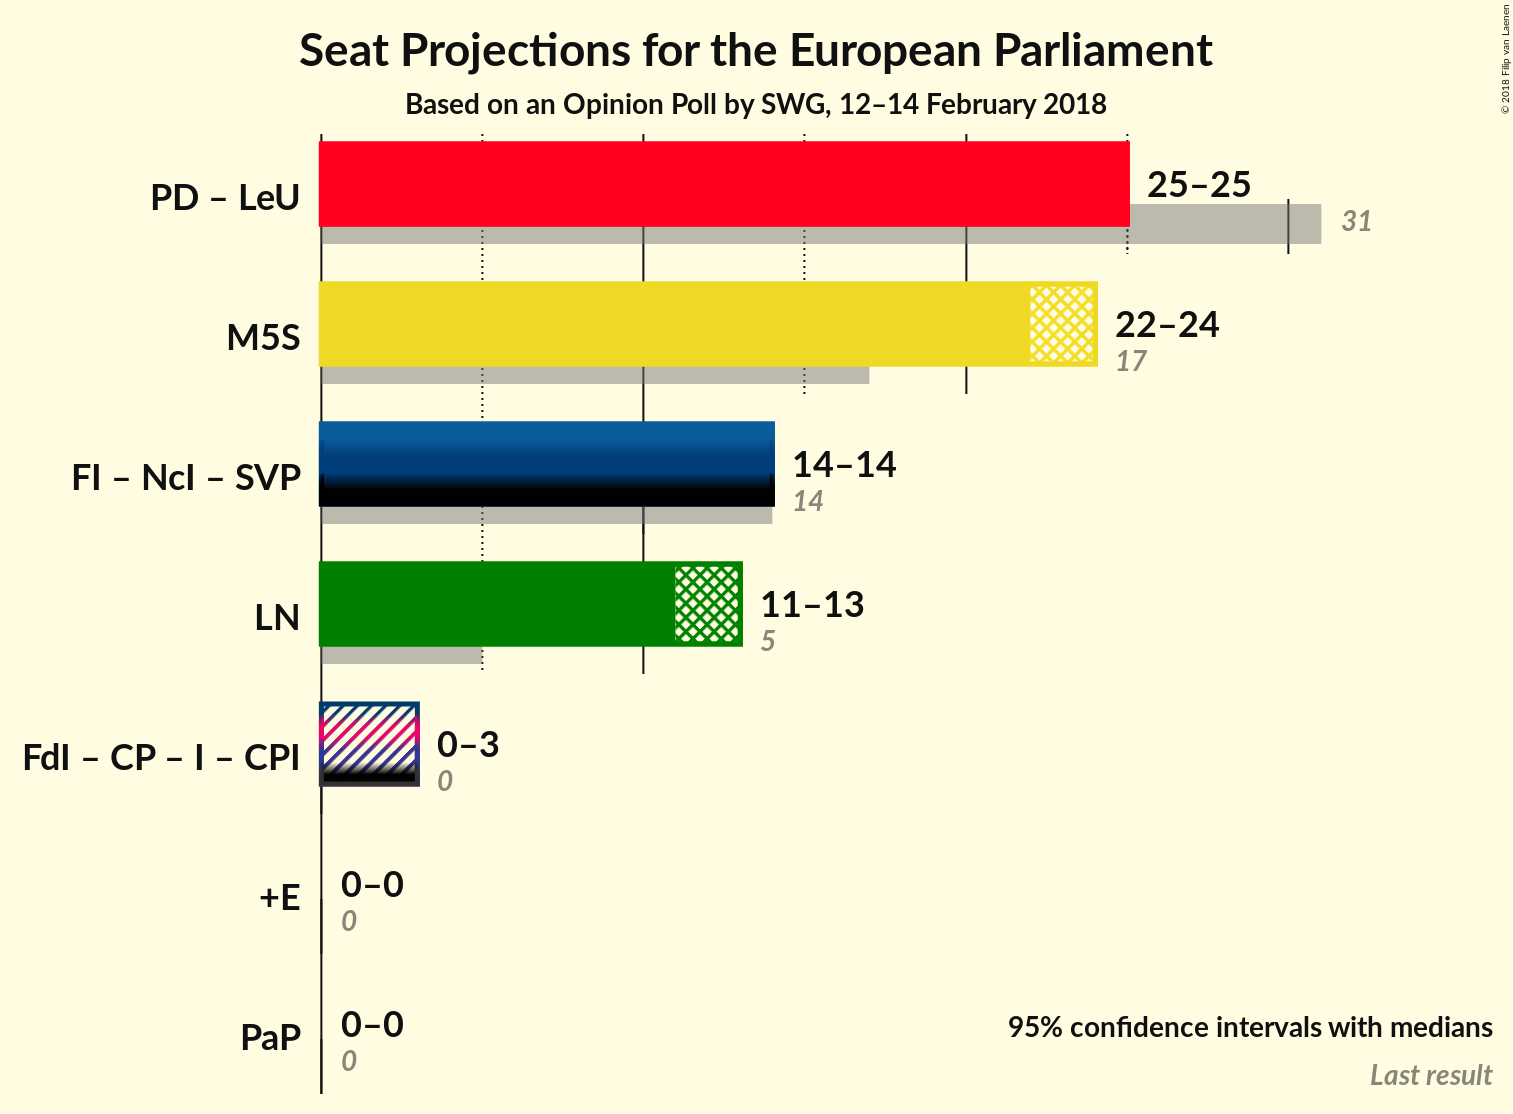 Seat Projections for the European Parliament
Based on an Opinion Poll by SWG, 12–14 February 2018
© 2018 Filip van Laenen
PD – LeU
25–25
31
M5S
22–24
17
FI – NcI – SVP
14–14
14
LN
11–13
5
FdI – CP – I – CPI
0–3
0
+E
0–0
0
PaP
0–0
0
95% confidence intervals with medians
Last result